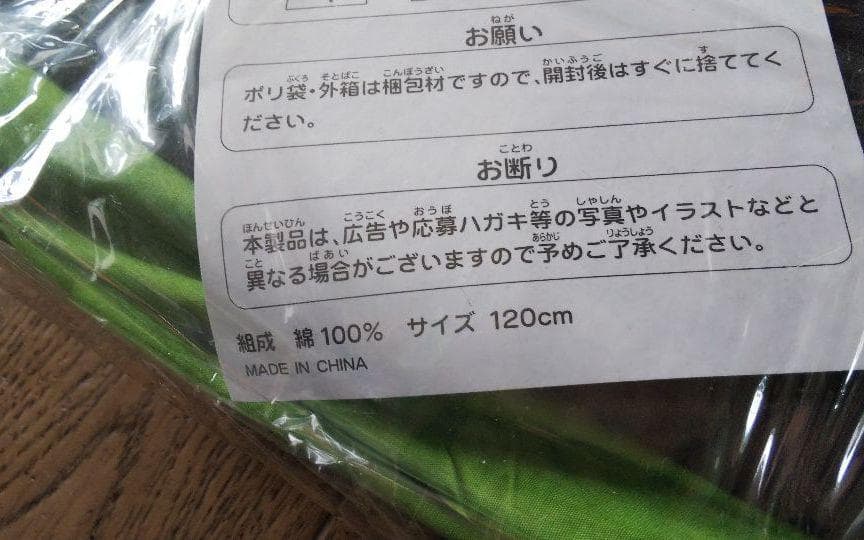 お願い
ポリ袋・外箱は梱包材ですので、開封後はすぐに捨ててく
ださい。
お断り
本製品は、広告や応募ハガキ等の写真やイラストなどと
異なる場合がございますので予めご了承ください。
組成 綿100% サイズ 120cm
MADE IN CHINA